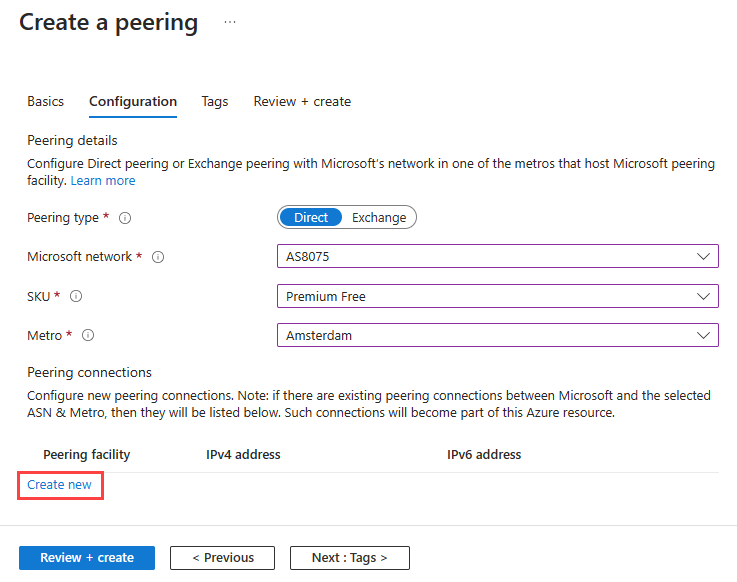 Create a peering ...
Basics Configuration Tags Review + create
Peering details
Configure Direct peering or Exchange peering with Microsoft's network in one of the metros that host Microsoft peering
facility. Learn more
Peering type * Direct Exchange
Microsoft network * AS8075
SKU * Premium Free
Metro * Amsterdam
Peering connections
Configure new peering connections. Note: if there are existing peering connections between Microsoft and the selected
ASN & Metro, then they will be listed below. Such connections will become part of this Azure resource.
Peering facility IPv4 address IPv6 address
Create new
Review + create < Previous Next : Tags >